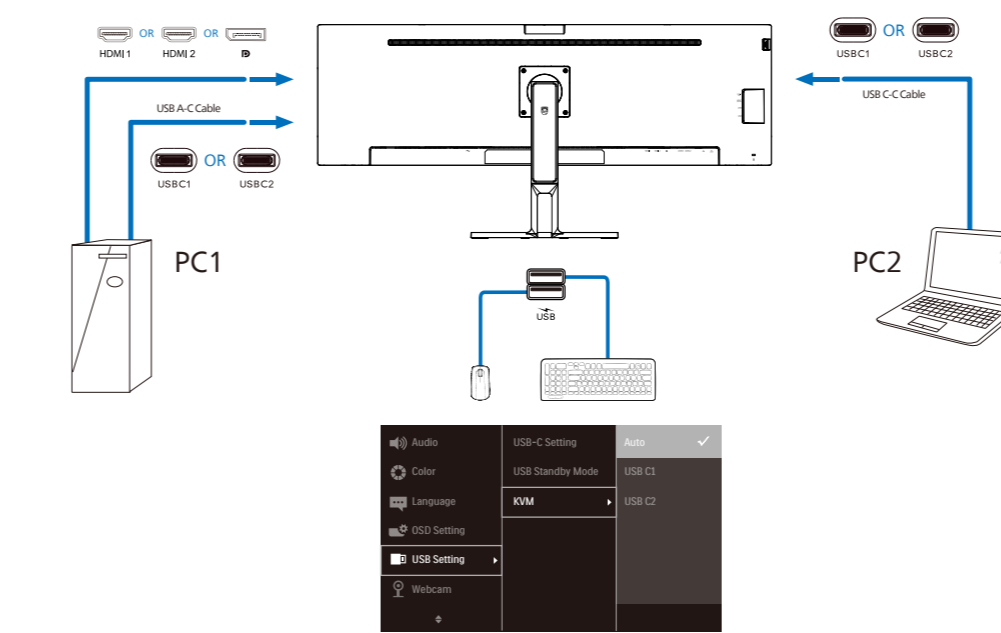 OR OR
HDMI 1 HDMI 2
USB A-C Cable
OR
USBC1 USBC2
PC1
OR
USBC1 USBC2
USB C-C Cable
PC2
USB
Audio USB-C Setting Auto
Color USB Standby Mode USB C1
Language KVM USB C2
OSD Setting
USB Setting
Webcam